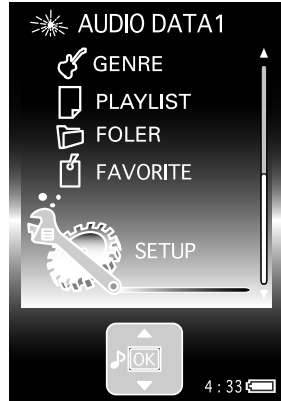 AUDIO DATA1
GENRE
PLAYLIST
FOLER
FAVORITE
SETUP
OK
4:33